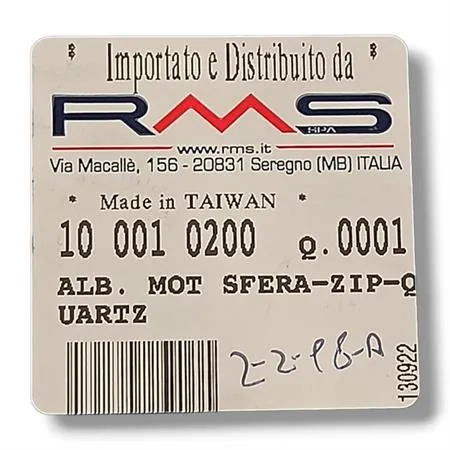 * Importato e Distribuito da *
RMS
SPA
www.rms.it
Via Macallè, 156 - 20831 Seregno (MB) ITALIA
* Made in TAIWAN *
10 001 0200 Q.0001
ALB. MOT SFERA-ZIP-Q
UARTZ
2-2-98-A
130922